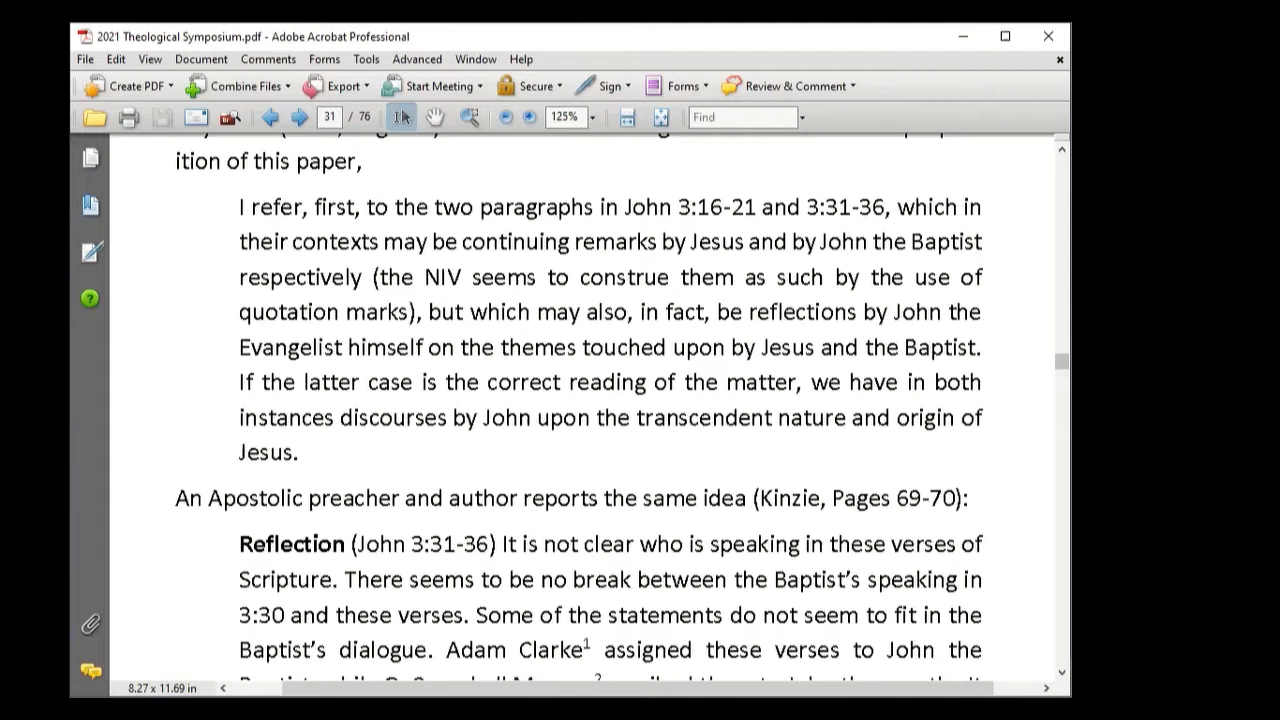 2021 Theological Symposium.pdf - Adobe Acrobat Professional
File Edit View Document Comments Forms Tools Advanced Window Help
Create PDF Combine Files Export Start Meeting Secure Sign Forms Review & Comment
31 / 76 125% Find
ition of this paper,
I refer, first, to the two paragraphs in John 3:16-21 and 3:31-36, which in
their contexts may be continuing remarks by Jesus and by John the Baptist
respectively (the NIV seems to construe them as such by the use of
quotation marks), but which may also, in fact, be reflections by John the
Evangelist himself on the themes touched upon by Jesus and the Baptist.
If the latter case is the correct reading of the matter, we have in both
instances discourses by John upon the transcendent nature and origin of
Jesus.
An Apostolic preacher and author reports the same idea (Kinzie, Pages 69-70):
Reflection (John 3:31-36) It is not clear who is speaking in these verses of
Scripture. There seems to be no break between the Baptist’s speaking in
3:30 and these verses. Some of the statements do not seem to fit in the
Baptist’s dialogue. Adam Clarke¹ assigned these verses to John the
8.27 x 11.69 in